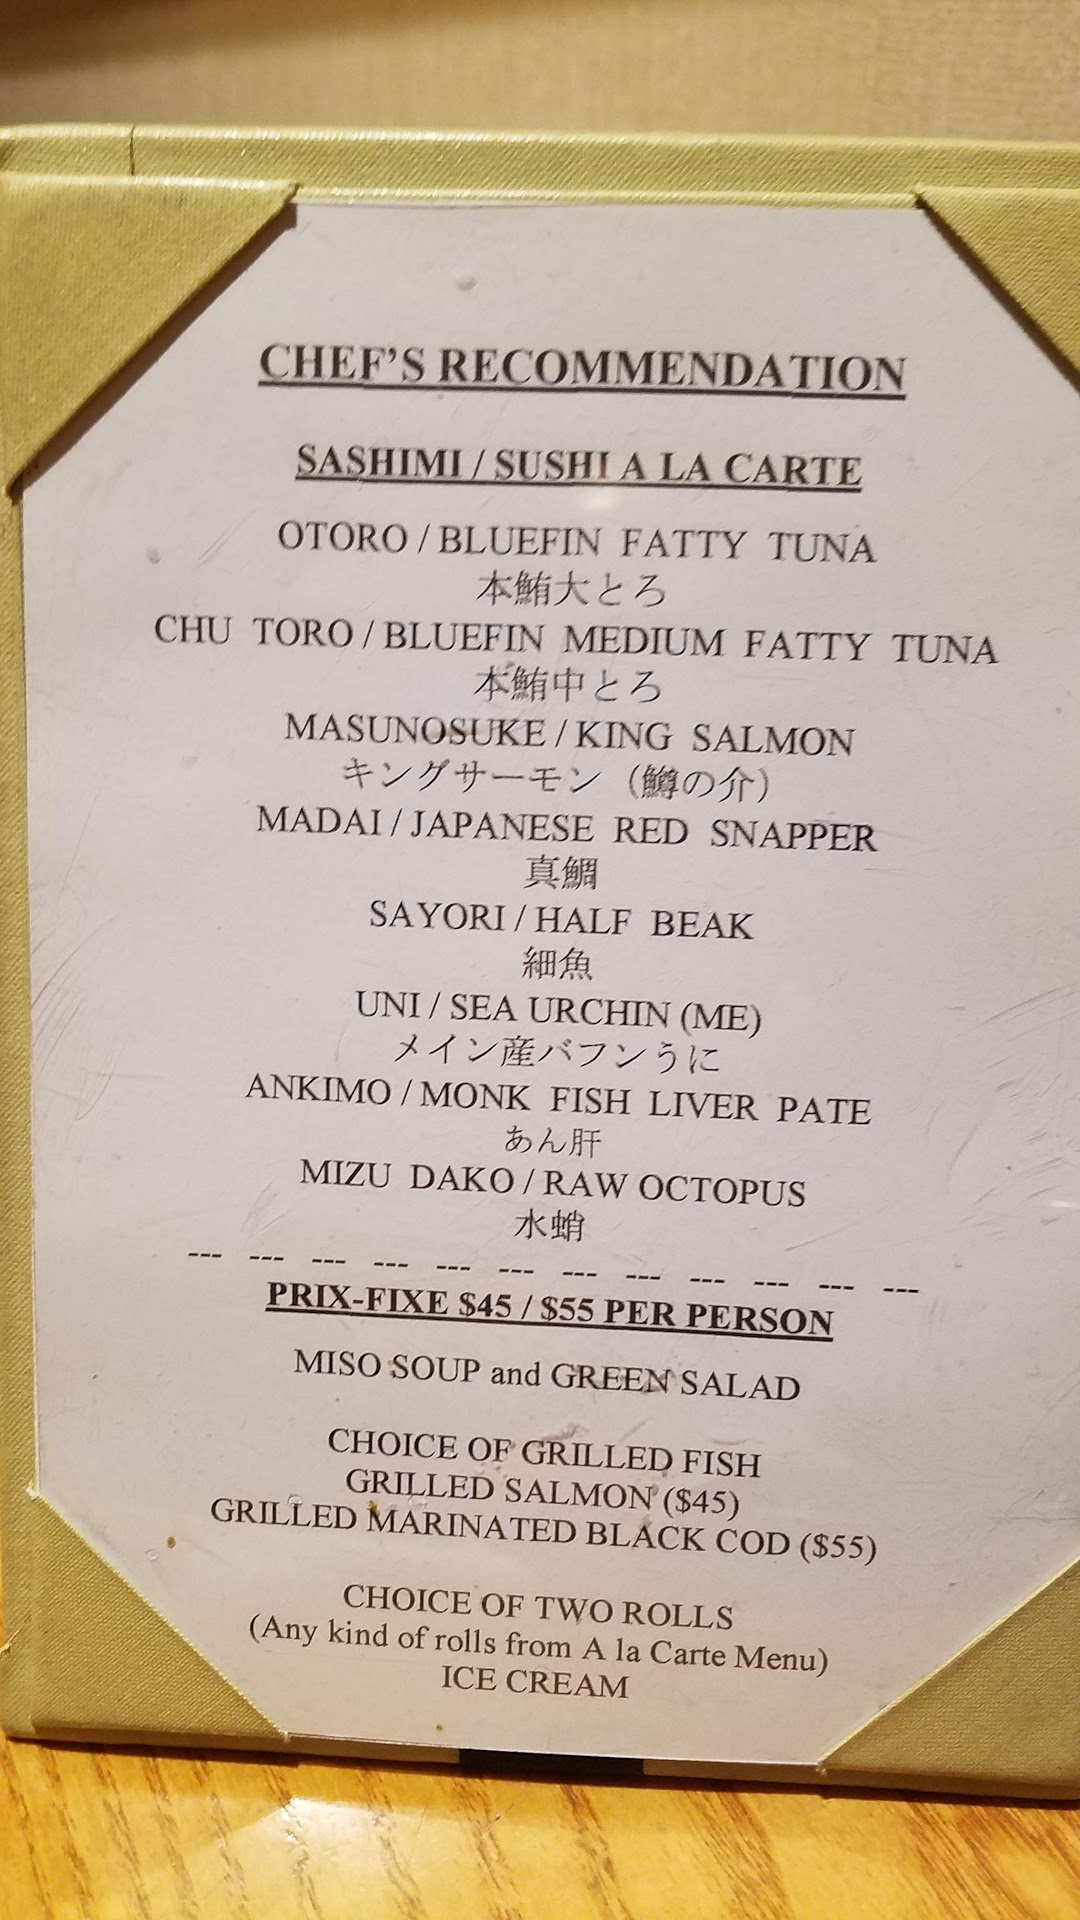 CHEF'S RECOMMENDATION
SASHIMI / SUSHI A LA CARTE
OTORO / BLUEFIN FATTY TUNA
本鮪大とろ
CHU TORO / BLUEFIN MEDIUM FATTY TUNA
本鮪中とろ
MASUNOSUKE / KING SALMON
キングサーモン（鱒の介）
MADAI / JAPANESE RED SNAPPER
真鯛
SAYORI / HALF BEAK
細魚
UNI / SEA URCHIN (ME)
メイン産バフンうに
ANKIMO / MONK FISH LIVER PATE
あん肝
MIZU DAKO / RAW OCTOPUS
水蛸
--- --- --- --- --- --- --- --- --- --- --- ---
PRIX-FIXE $45 / $55 PER PERSON
MISO SOUP and GREEN SALAD
CHOICE OF GRILLED FISH
GRILLED SALMON ($45)
GRILLED MARINATED BLACK COD ($55)
CHOICE OF TWO ROLLS
(Any kind of rolls from A la Carte Menu)
ICE CREAM